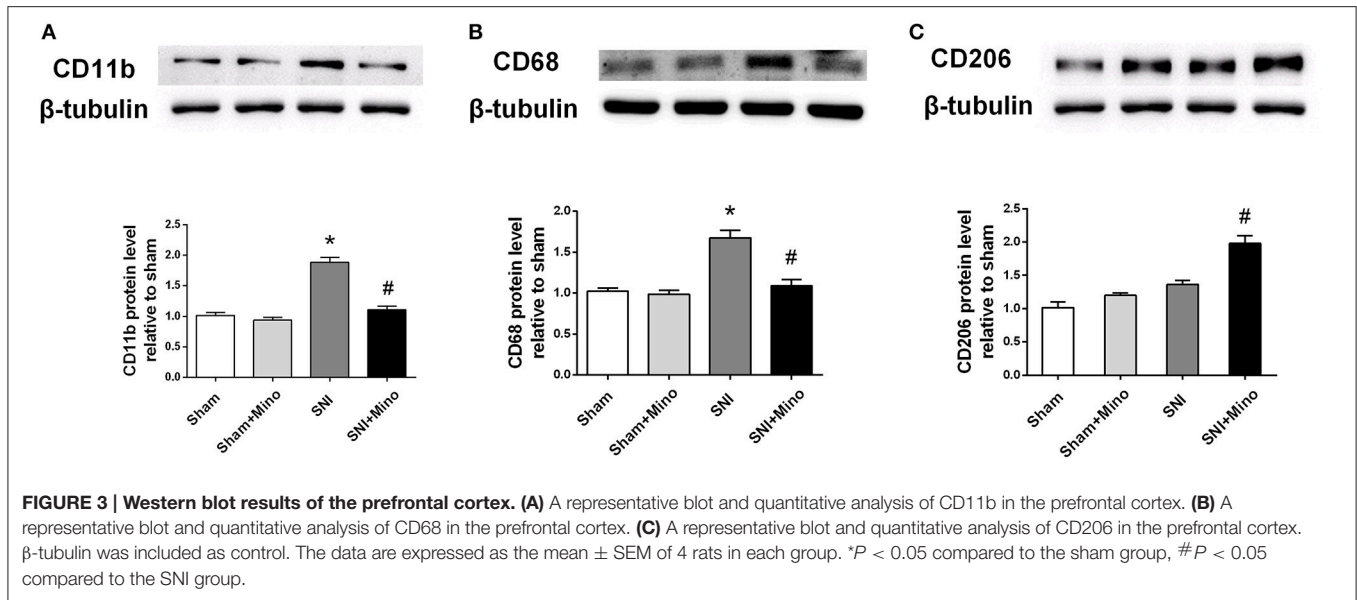 A
CD11b
β-tubulin
CD11b protein level
relative to sham
2.5
2.0
1.5
1.0
0.5
0.0
*
#
Sham
Sham+Mino
SNI
SNI+Mino
B
CD68
β-tubulin
CD68 protein level
relative to sham
2.0
1.5
1.0
0.5
0.0
*
#
Sham
Sham+Mino
SNI
SNI+Mino
C
CD206
β-tubulin
CD206 protein level
relative to sham
2.5
2.0
1.5
1.0
0.5
0.0
#
Sham
Sham+Mino
SNI
SNI+Mino
FIGURE 3 | Western blot results of the prefrontal cortex. (A) A representative blot and quantitative analysis of CD11b in the prefrontal cortex. (B) A
representative blot and quantitative analysis of CD68 in the prefrontal cortex. (C) A representative blot and quantitative analysis of CD206 in the prefrontal cortex.
β-tubulin was included as control. The data are expressed as the mean ± SEM of 4 rats in each group. *P < 0.05 compared to the sham group, #P < 0.05
compared to the SNI group.